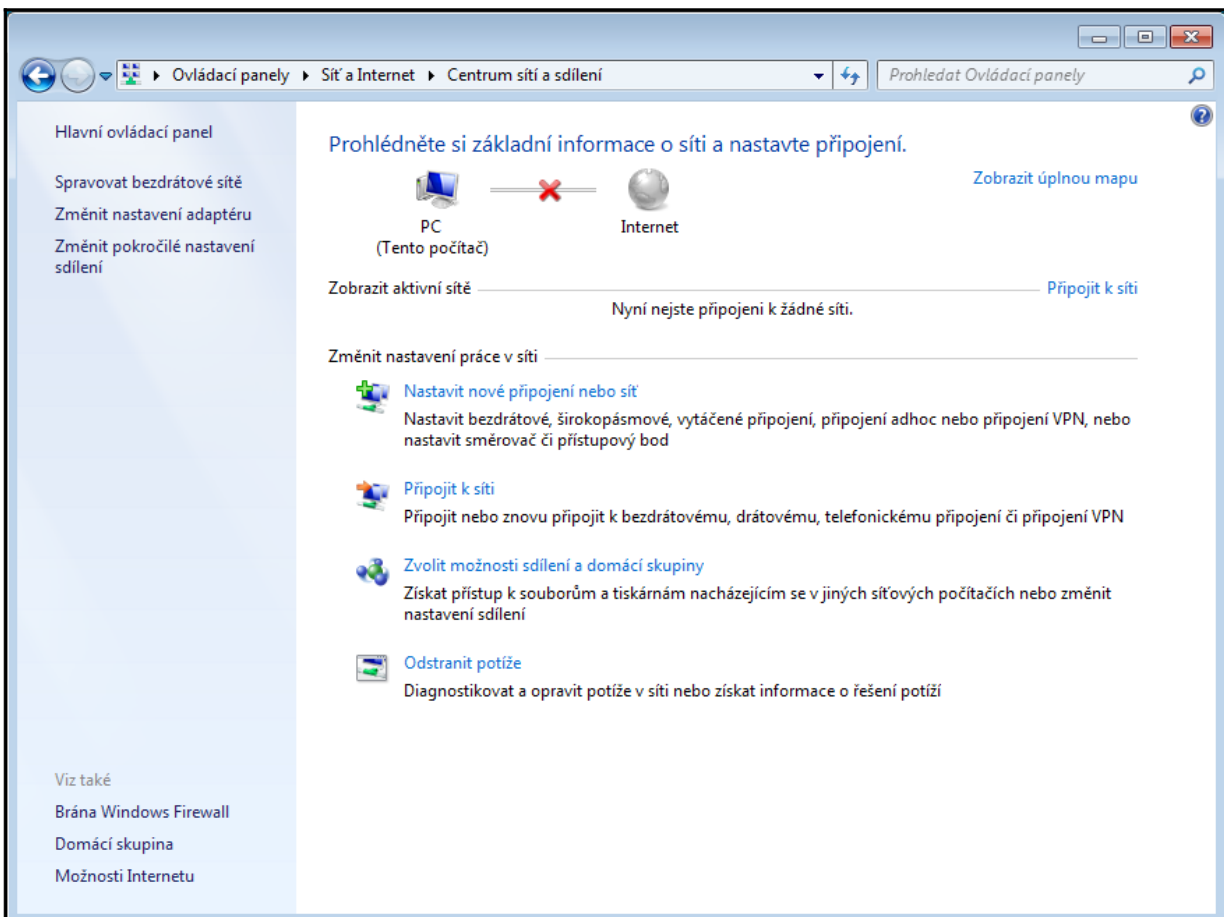 Ovládací panely Síť a Internet Centrum sítí a sdílení Prohledat Ovládací panely
Hlavní ovládací panel
Spravovat bezdrátové sítě
Změnit nastavení adaptéru
Změnit pokročilé nastavení
sdílení
Prohlédněte si základní informace o síti a nastavte připojení.
Zobrazit úplnou mapu
PC
(Tento počítač)
Internet
Zobrazit aktivní sítě
Připojit k síti
Nyní nejste připojeni k žádné síti.
Změnit nastavení práce v síti
Nastavit nové připojení nebo síť
Nastavit bezdrátové, širokopásmové, vytáčené připojení, připojení adhoc nebo připojení VPN, nebo
nastavit směrovač či přístupový bod
Připojit k síti
Připojit nebo znovu připojit k bezdrátovému, drátovému, telefonickému připojení či připojení VPN
Zvolit možnosti sdílení a domácí skupiny
Získat přístup k souborům a tiskárnám nacházejícím se v jiných síťových počítačích nebo změnit
nastavení sdílení
Odstranit potíže
Diagnostikovat a opravit potíže v síti nebo získat informace o řešení potíží
Viz také
Brána Windows Firewall
Domácí skupina
Možnosti Internetu